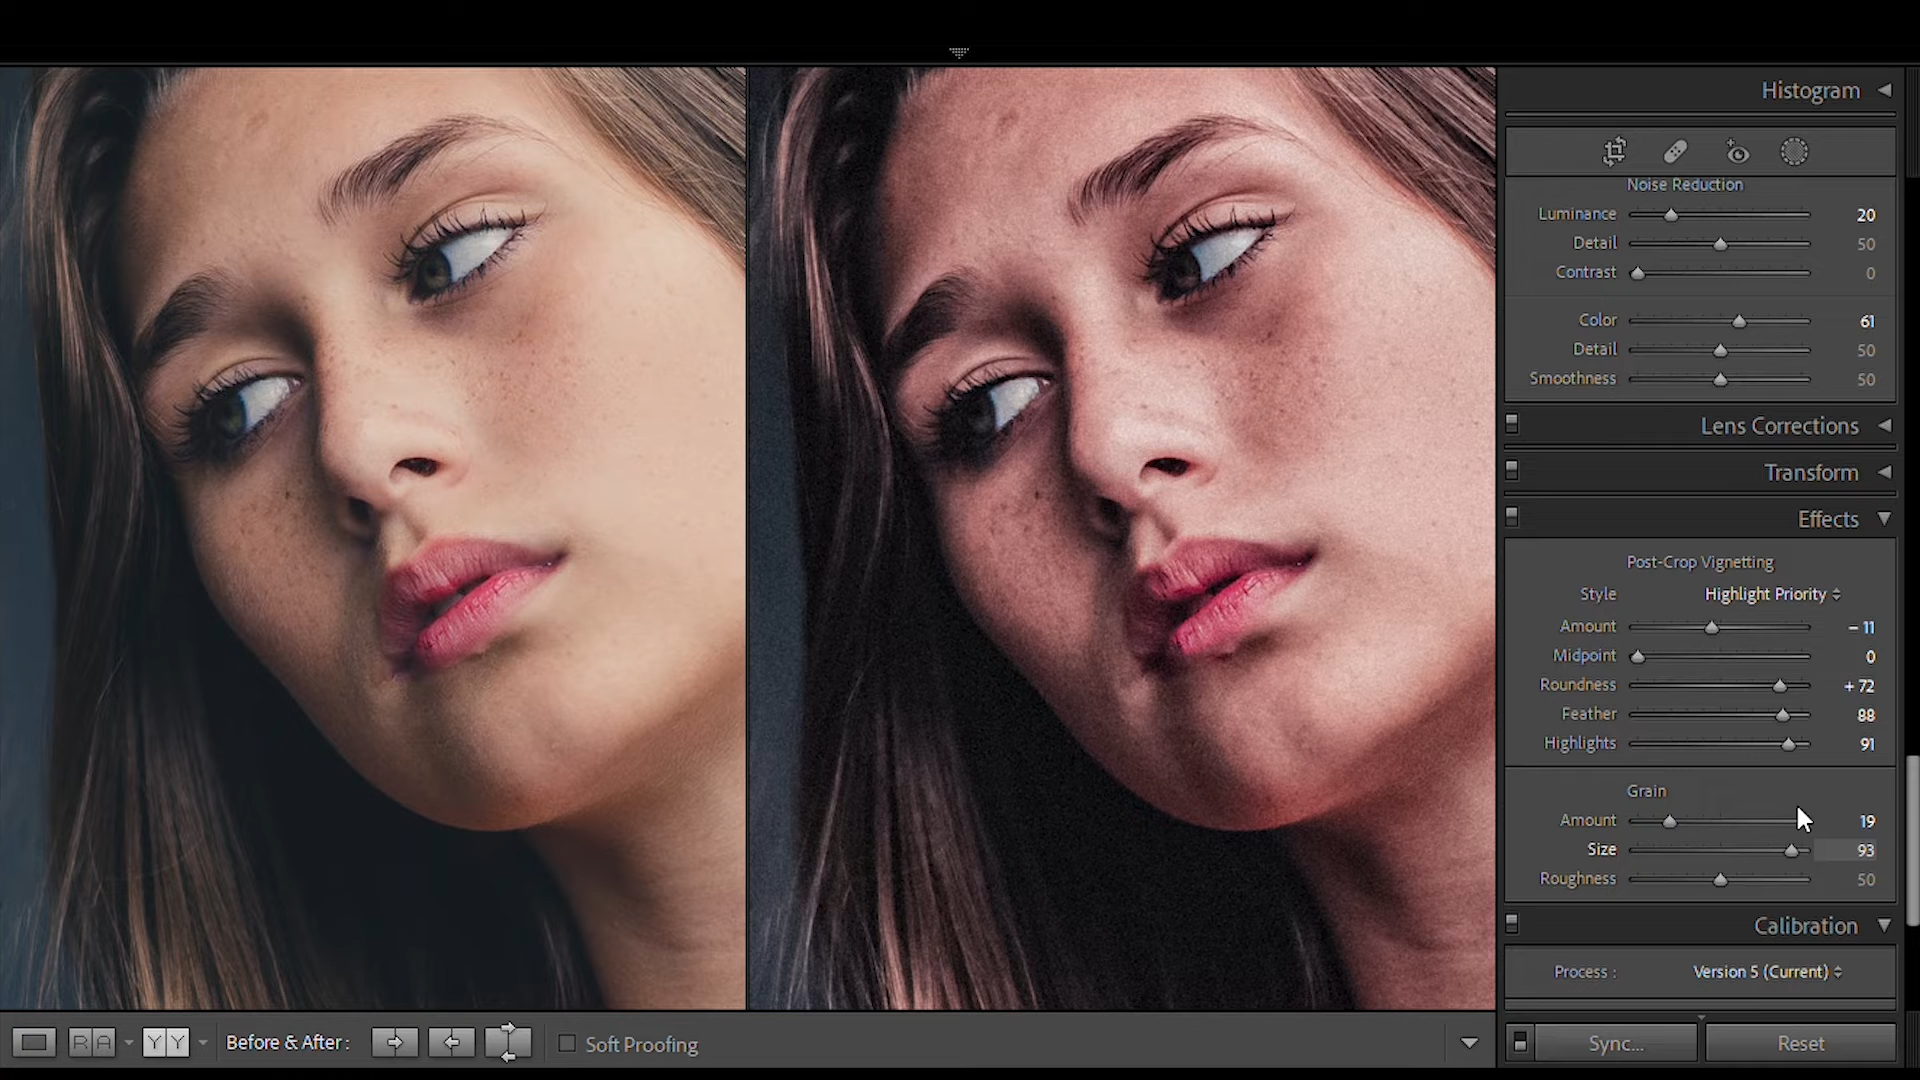 Histogram
Noise Reduction
Luminance 20
Detail 50
Contrast 0
Color 61
Detail 50
Smoothness 50
Lens Corrections
Transform
Effects
Post-Crop Vignetting
Style Highlight Priority
Amount – 11
Midpoint 0
Roundness + 72
Feather 88
Highlights 91
Grain
Amount 19
Size 93
Roughness 50
Calibration
Process : Version 5 (Current)
R A Y Y Before & After : Soft Proofing Sync... Reset